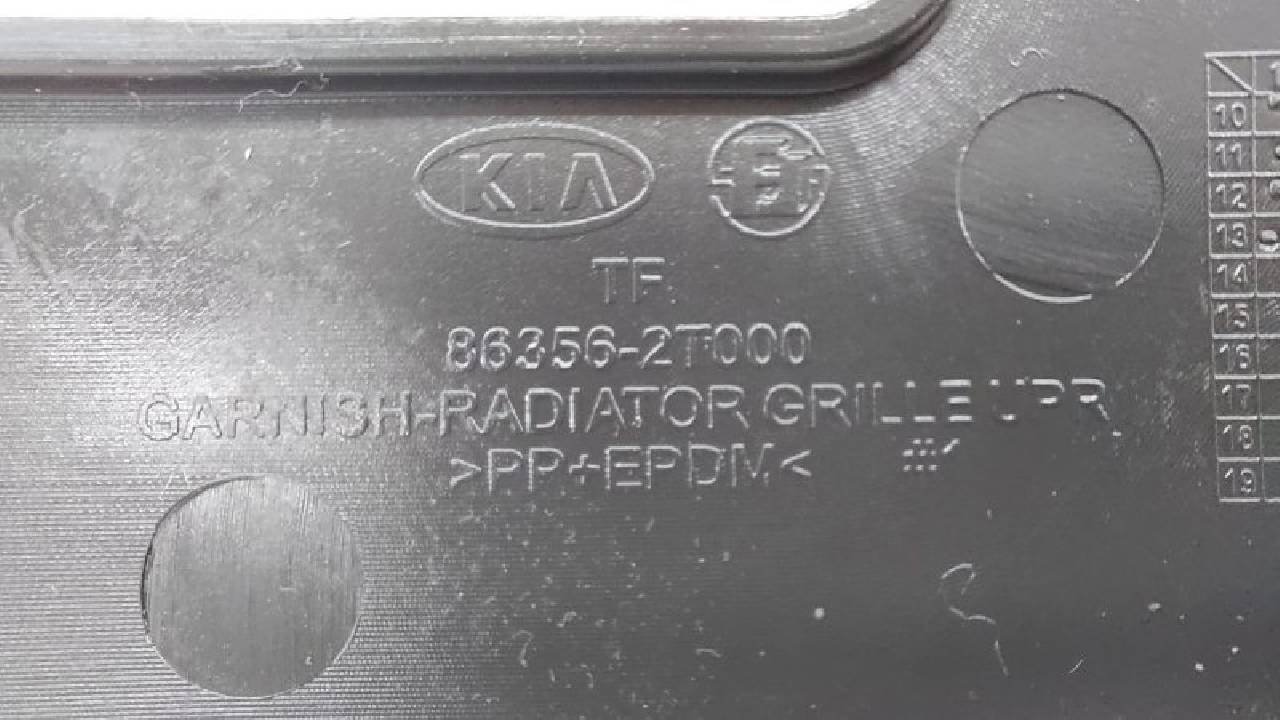 KIA
TF
86356-2T000
GARNISH-RADIATOR GRILLE UPR
>PP+EPDM< #1
10
11
12
13
14
15
16
17
18
19